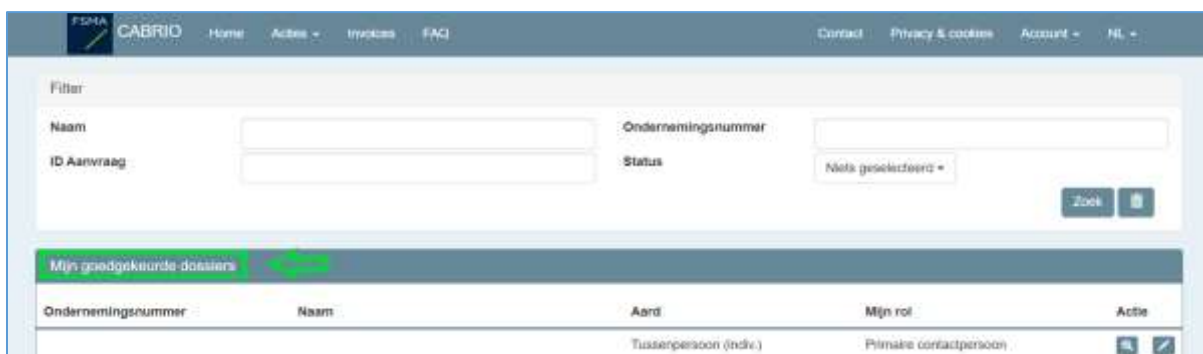 FSMA CABRIO Home Acties Invoices FAQ Contact Privacy & cookies Account NL
Filter
Naam Ondernemingsnummer
ID Aanvraag Status Niets geselecteerd
Zoek
Mijn goedgekeurde dossiers
Ondernemingsnummer Naam Aard Mijn rol Actie
Tussenpersoon (indiv.) Primaire contactpersoon